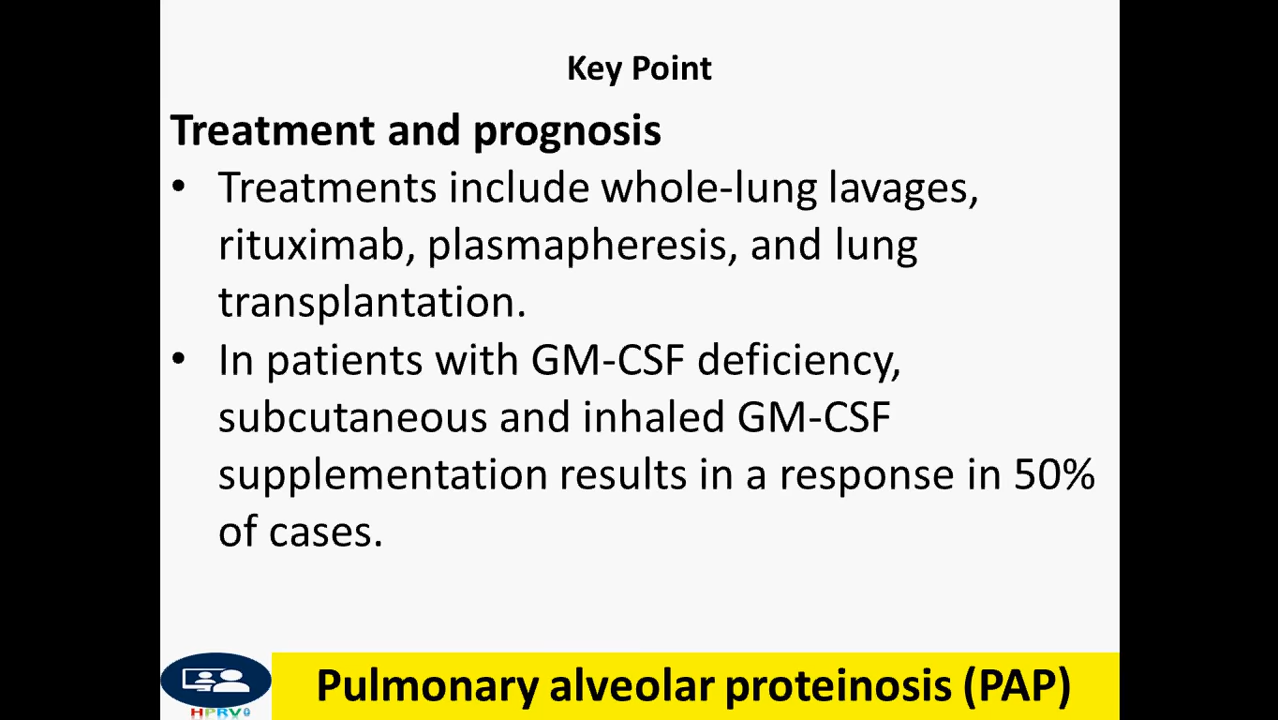 Key Point
Treatment and prognosis
• Treatments include whole-lung lavages,
rituximab, plasmapheresis, and lung
transplantation.
• In patients with GM-CSF deficiency,
subcutaneous and inhaled GM-CSF
supplementation results in a response in 50%
of cases.
Pulmonary alveolar proteinosis (PAP)